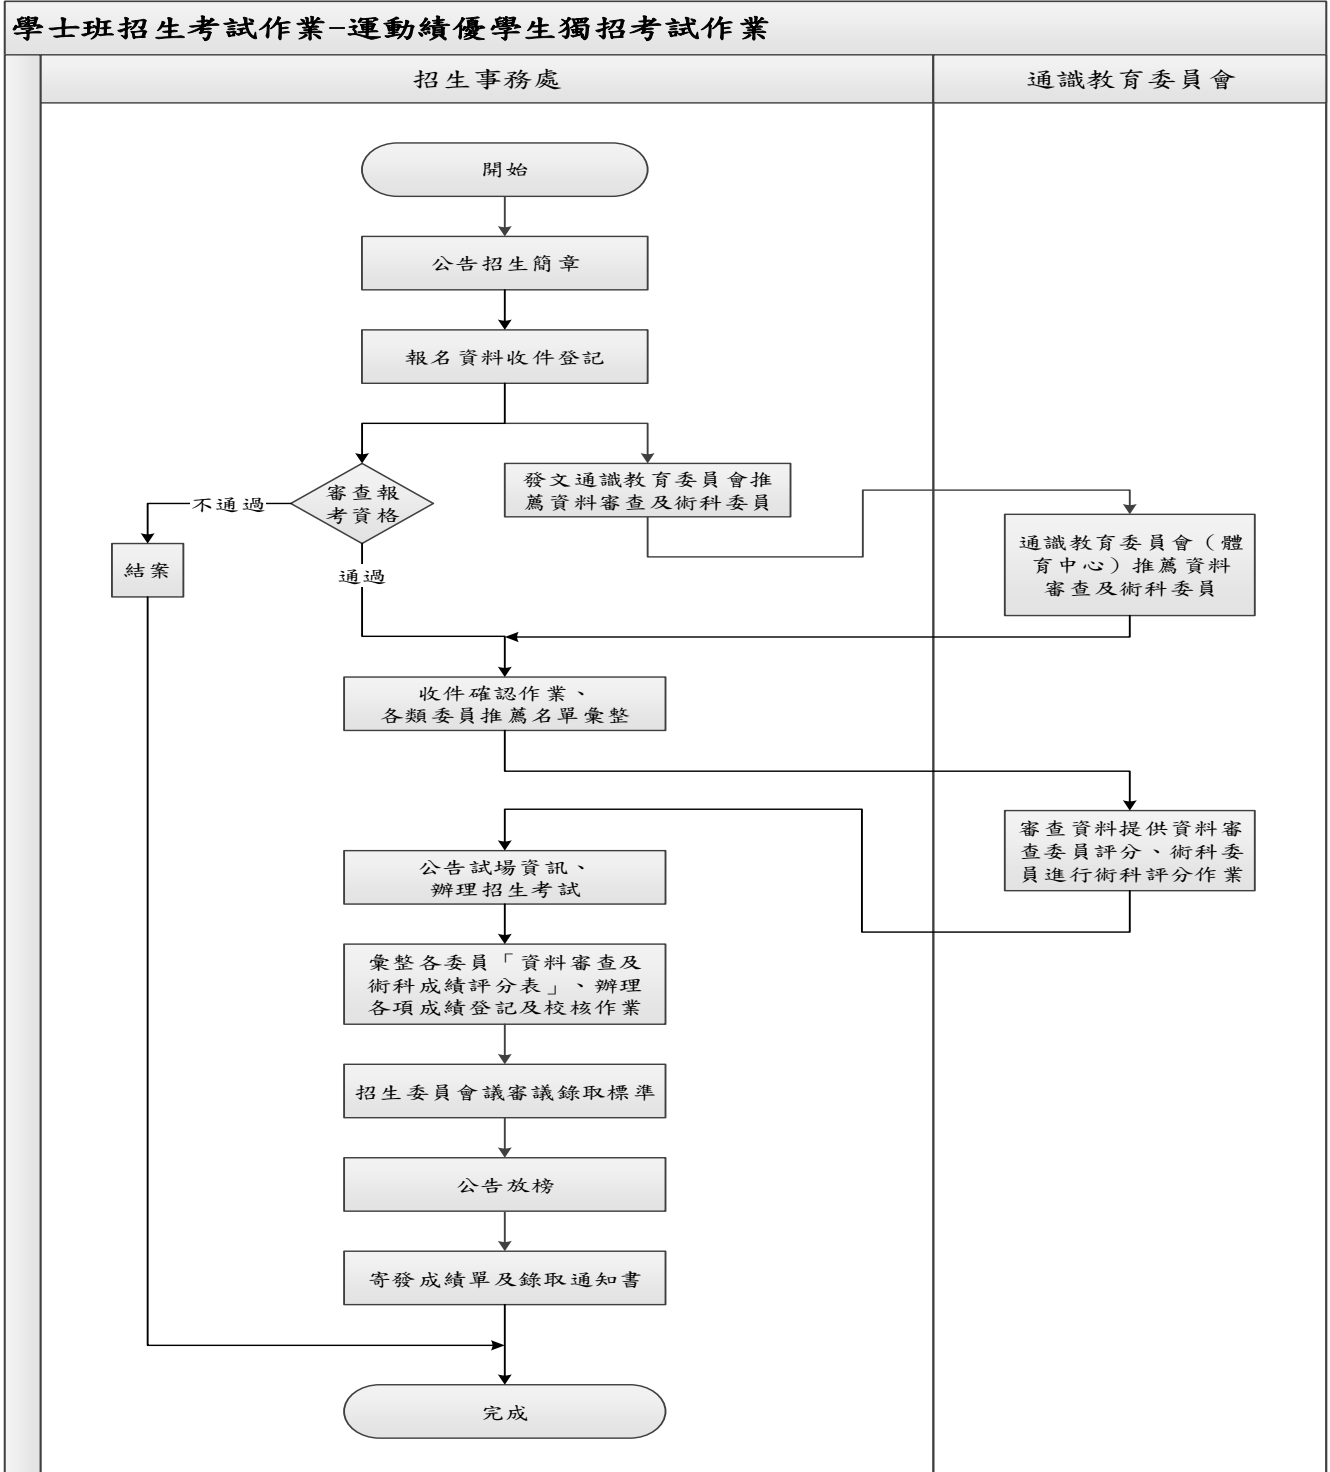 學士班招生考試作業-運動績優學生獨招考試作業
招生事務處
通識教育委員會
開始
公告招生簡章
報名資料收件登記
審查報
考資格
不通過
通過
結案
發文通識教育委員會推
薦資料審查及術科委員
通識教育委員會（體
育中心）推薦資料
審查及術科委員
收件確認作業、
各類委員推薦名單彙整
審查資料提供資料審
查委員評分、術科委
員進行術科評分作業
公告試場資訊、
辦理招生考試
彙整各委員「資料審查及
術科成績評分表」、辦理
各項成績登記及校核作業
招生委員會議審議錄取標準
公告放榜
寄發成績單及錄取通知書
完成